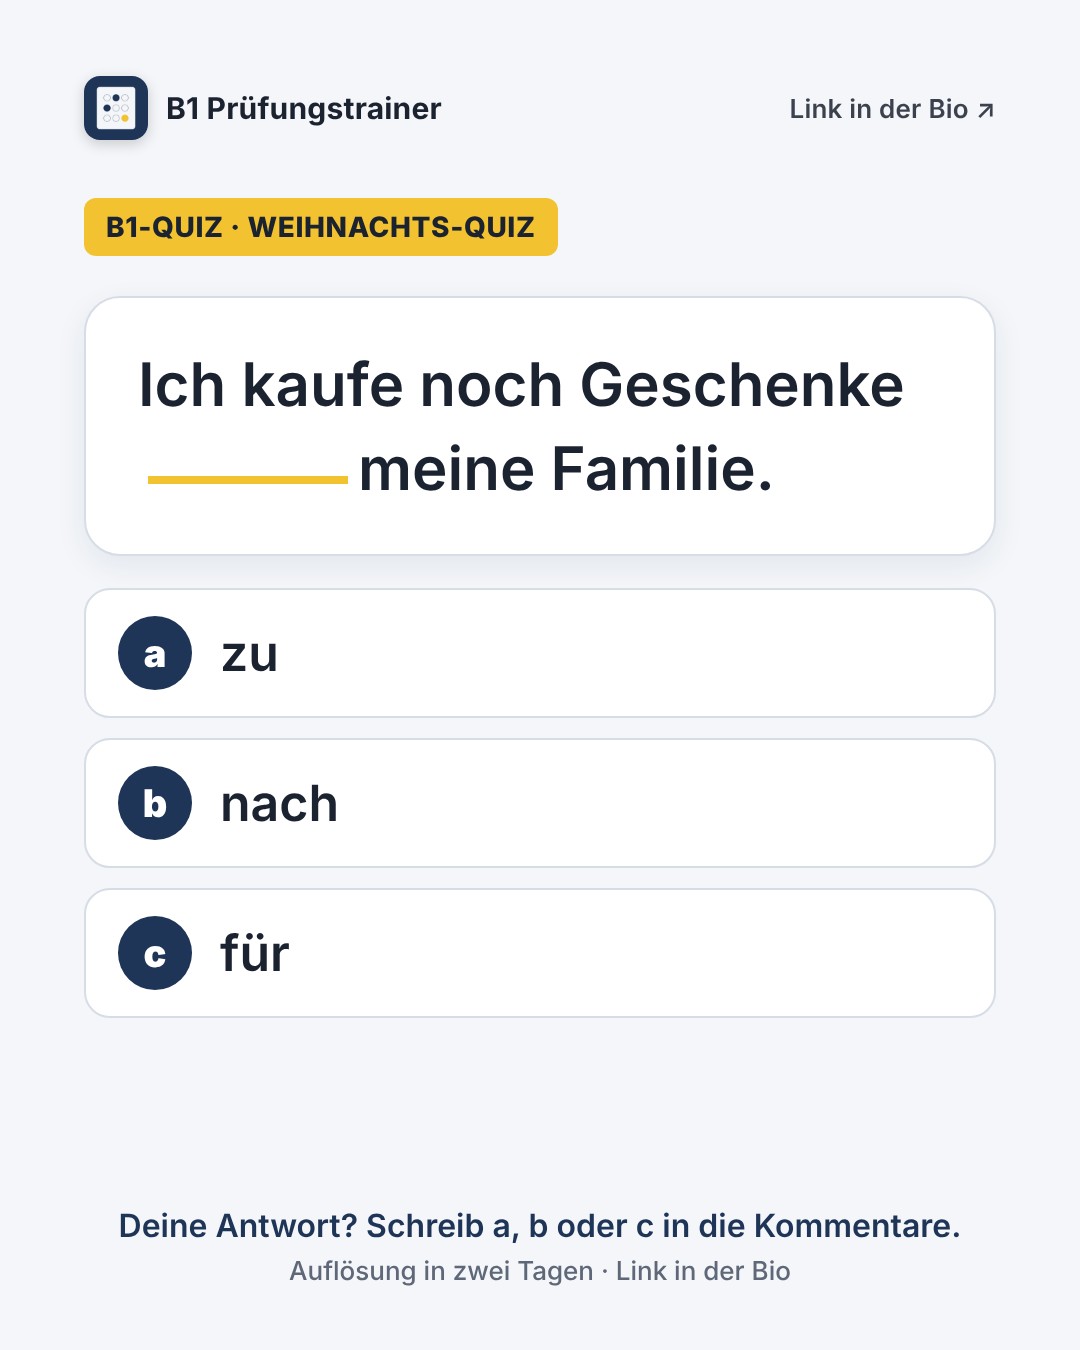 B1 Prüfungstrainer
Link in der Bio ↗
B1-QUIZ · WEIHNACHTS-QUIZ
Ich kaufe noch Geschenke
meine Familie.
a zu
b nach
c für
Deine Antwort? Schreib a, b oder c in die Kommentare.
Auflösung in zwei Tagen · Link in der Bio